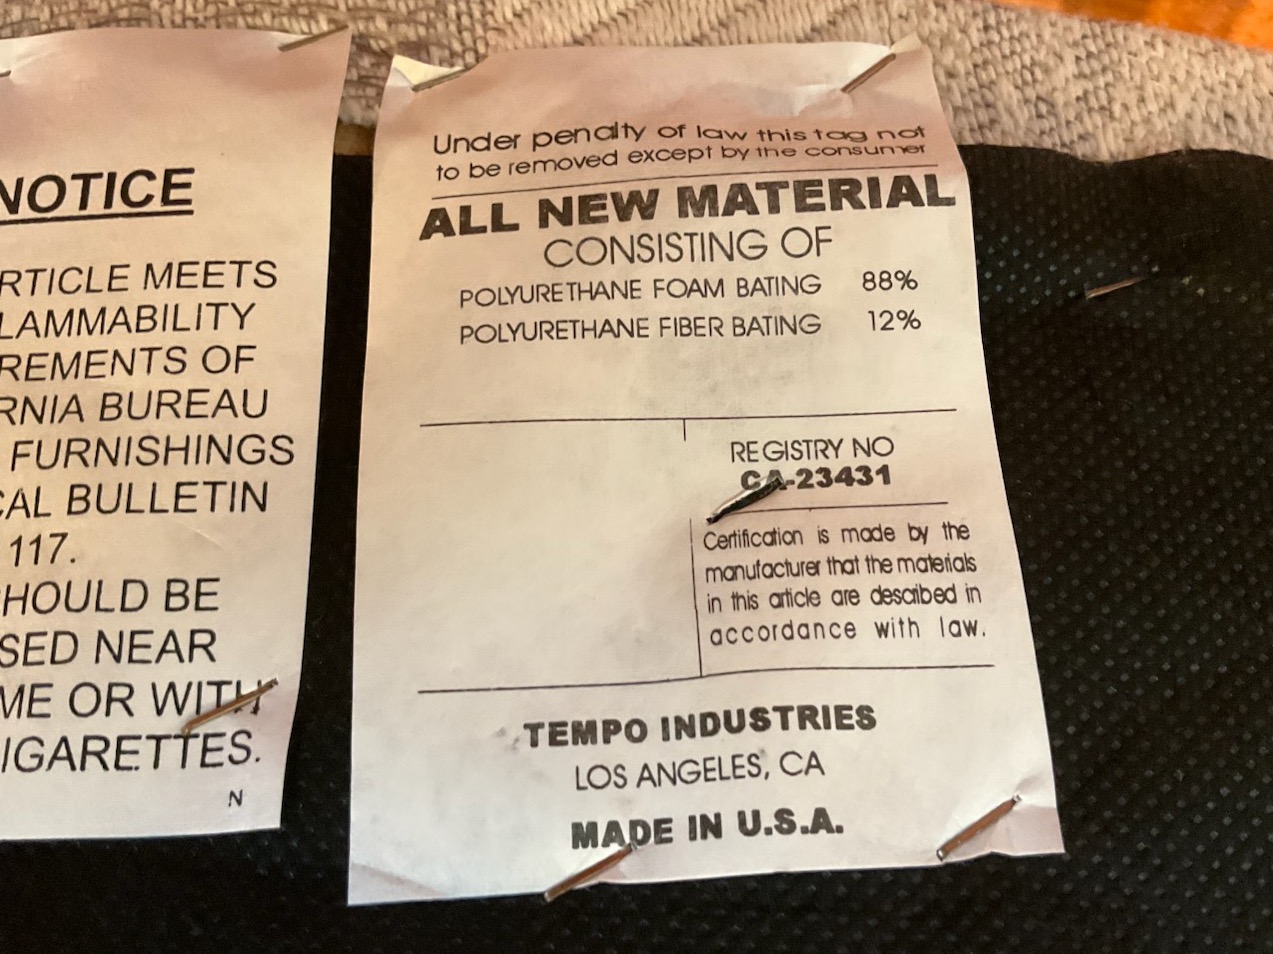 NOTICE
RTICLE MEETS
LAMMABILITY
REMENTS OF
RNIA BUREAU
FURNISHINGS
CAL BULLETIN
117.
HOULD BE
SED NEAR
ME OR WITH
IGARETTES.
N
Under penalty of law this tag not
to be removed except by the consumer
ALL NEW MATERIAL
CONSISTING OF
POLYURETHANE FOAM BATING 88%
POLYURETHANE FIBER BATING 12%
REGISTRY NO
CA-23431
Certification is made by the
manufacturer that the materials
in this article are described in
accordance with law.
TEMPO INDUSTRIES
LOS ANGELES, CA
MADE IN U.S.A.